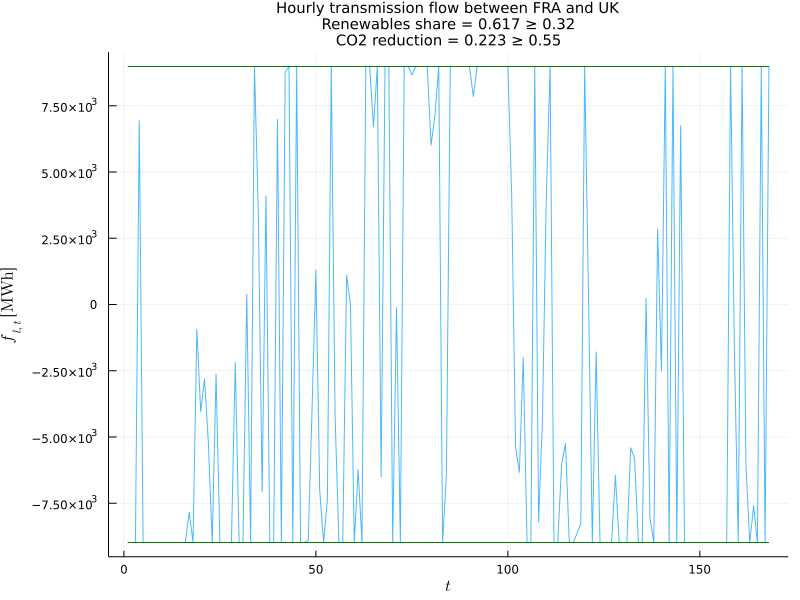 Hourly transmission flow between FRA and UK
Renewables share = 0.617 ≥ 0.32
CO2 reduction = 0.223 ≥ 0.55
7.50×10³
5.00×10³
2.50×10³
0
−2.50×10³
−5.00×10³
−7.50×10³
f_{l,t} [MWh]
0 50 100 150
t